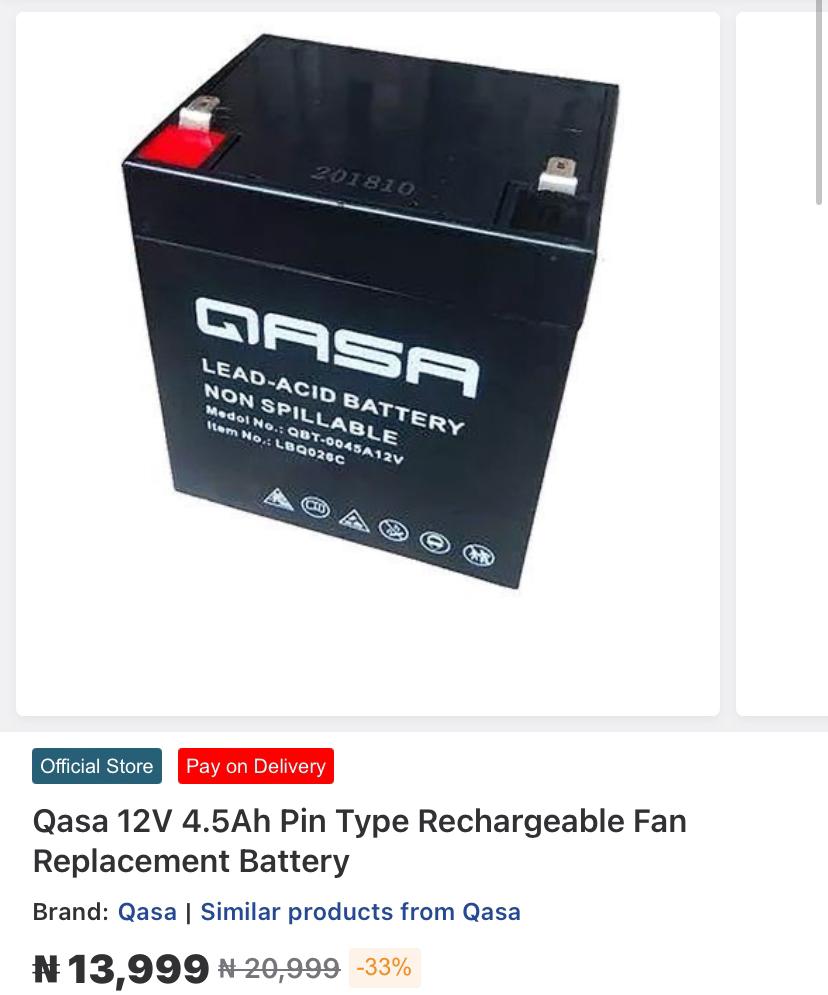 201810
QASA
LEAD-ACID BATTERY
NON SPILLABLE
Medol No.: QBT-0045A12V
Item No.: LBQ026C
Official Store
Pay on Delivery
Qasa 12V 4.5Ah Pin Type Rechargeable Fan
Replacement Battery
Brand: Qasa | Similar products from Qasa
₦ 13,999 ₦ 20,999 -33%